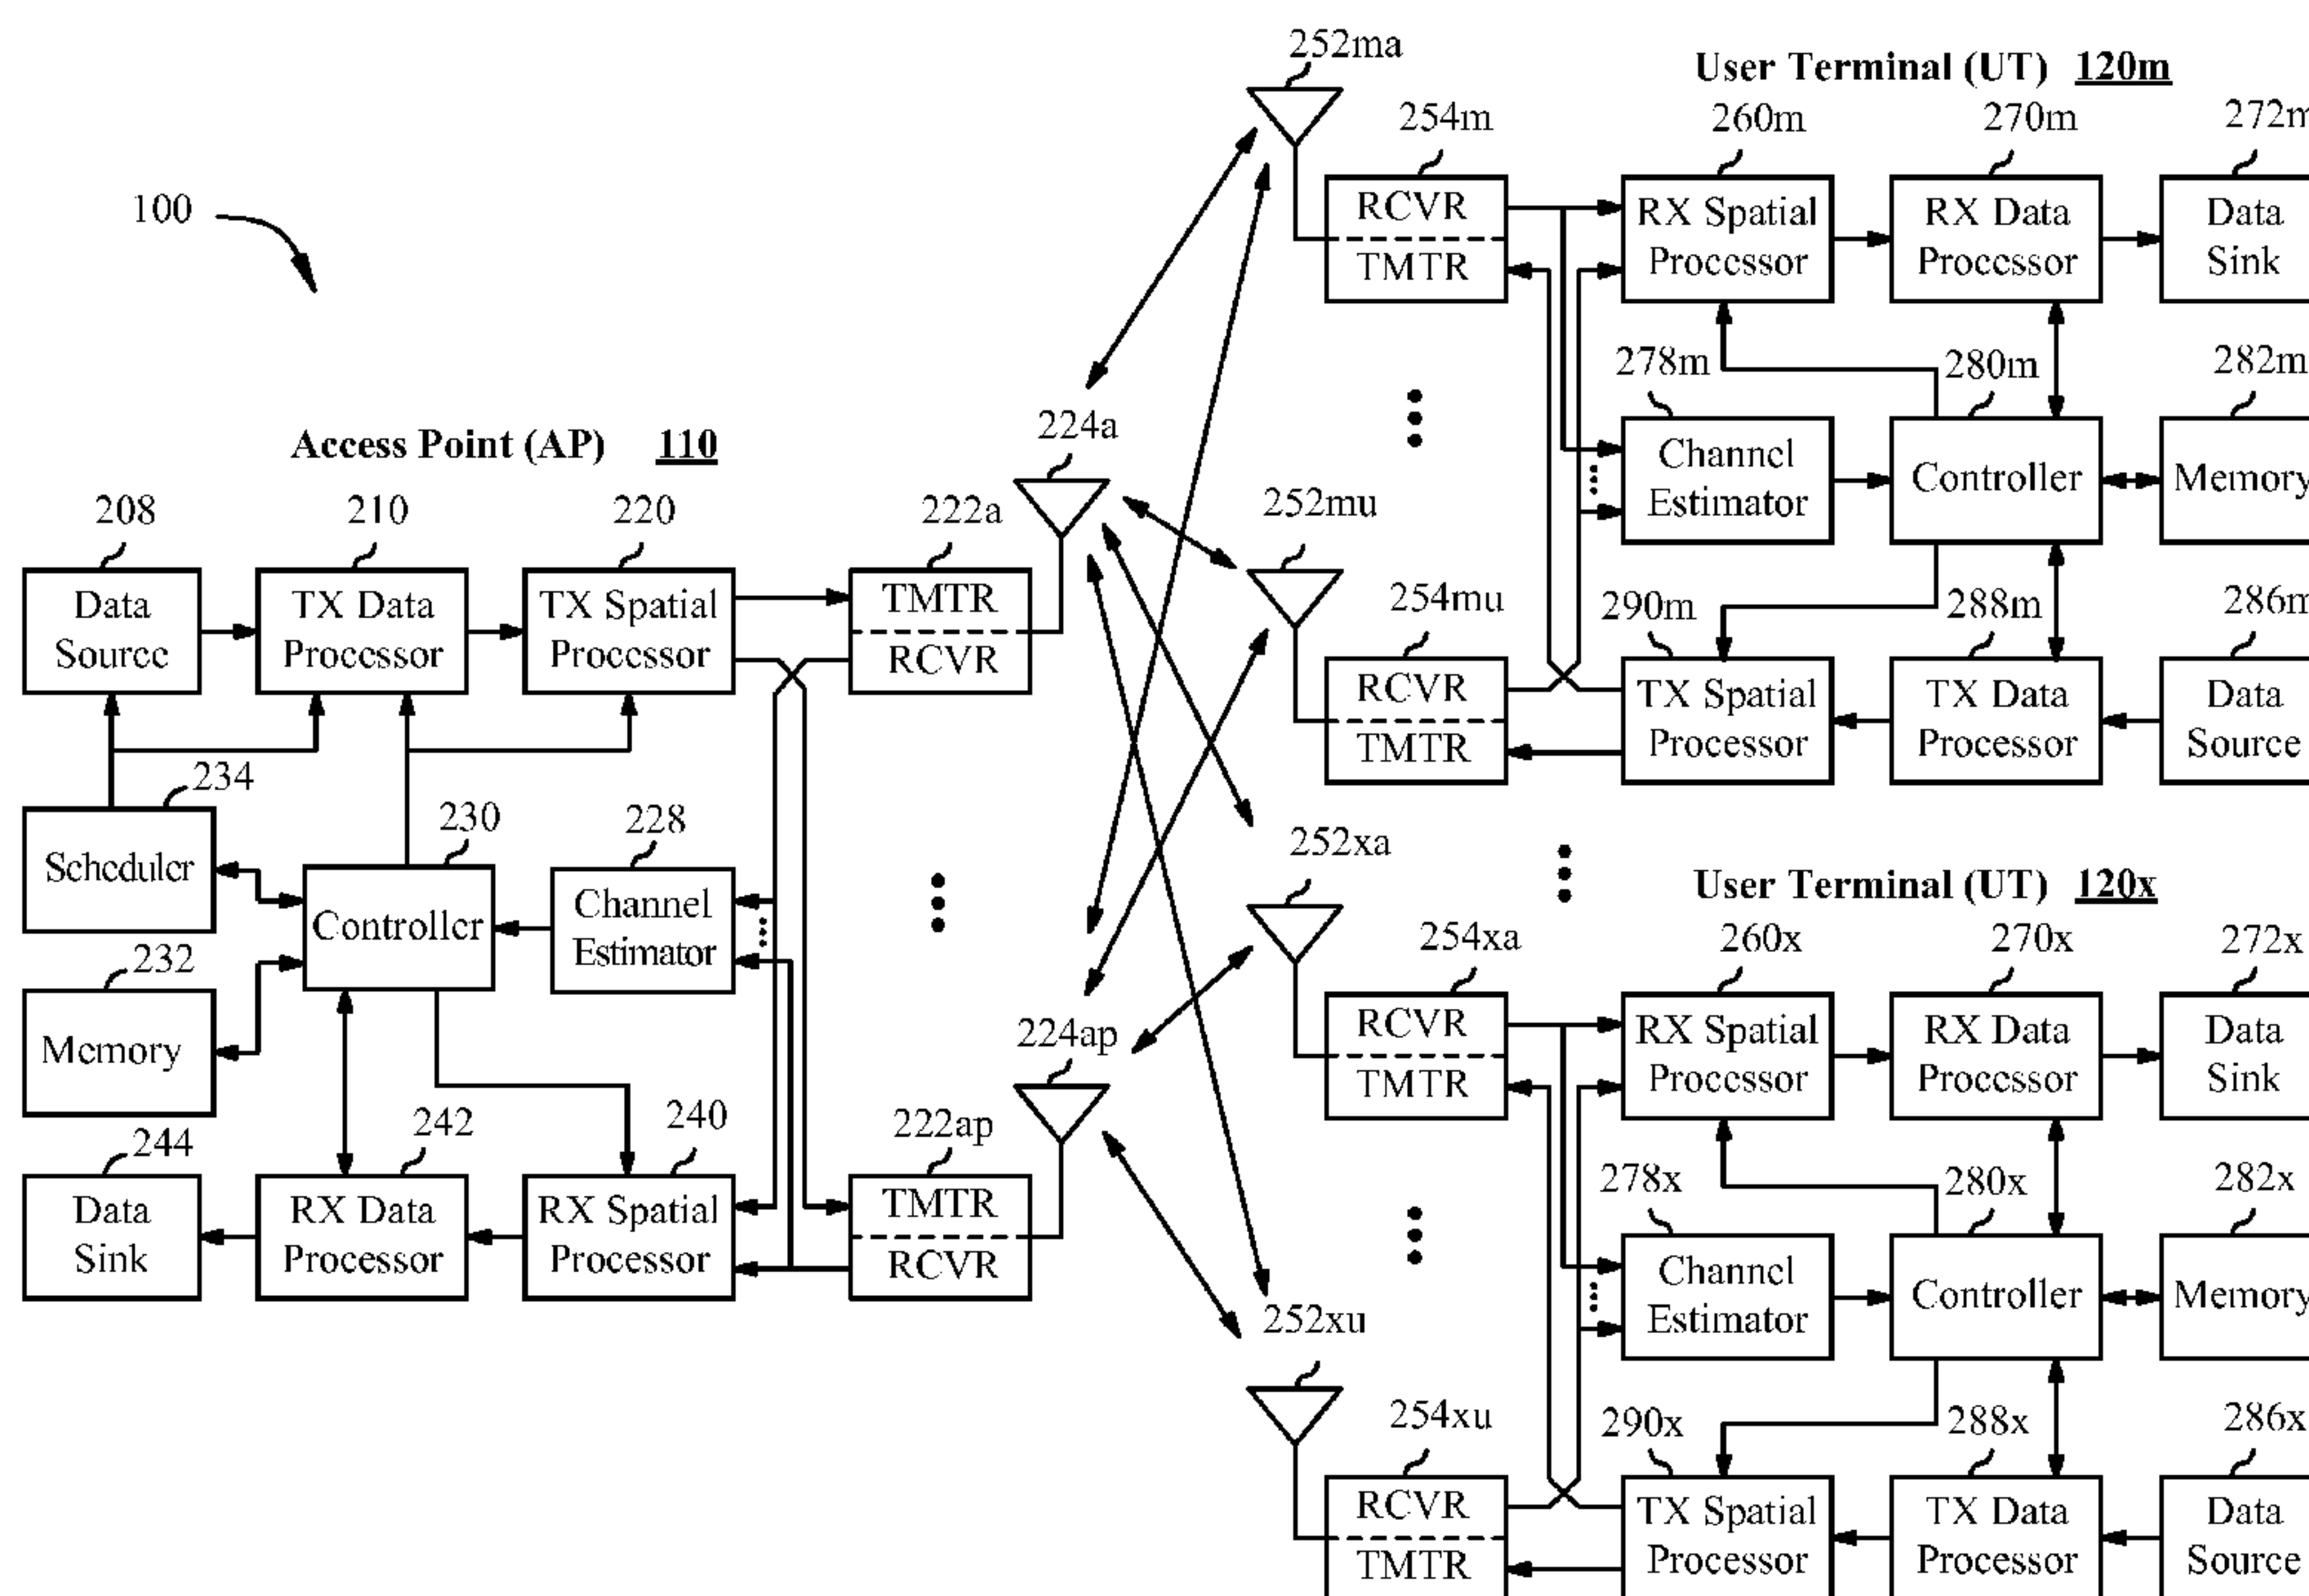 252ma
User Terminal (UT) 120m
254m
260m
270m
272m
100
RCVR
TMTR
RX Spatial
Processor
RX Data
Processor
Data
Sink
278m
280m
282m
224a
Access Point (AP) 110
Channel
Estimator
Controller
Memory
208
210
220
222a
252mu
Data
Source
TX Data
Processor
TX Spatial
Processor
TMTR
RCVR
254mu
290m
288m
286m
RCVR
TMTR
TX Spatial
Processor
TX Data
Processor
Data
Source
234
230
228
252xa
Scheduler
Controller
Channel
Estimator
User Terminal (UT) 120x
254xa
260x
270x
272x
232
Memory
224ap
RCVR
TMTR
RX Spatial
Processor
RX Data
Processor
Data
Sink
244
242
240
222ap
278x
280x
282x
Data
Sink
RX Data
Processor
RX Spatial
Processor
TMTR
RCVR
Channel
Estimator
Controller
Memory
252xu
254xu
290x
288x
286x
RCVR
TMTR
TX Spatial
Processor
TX Data
Processor
Data
Source